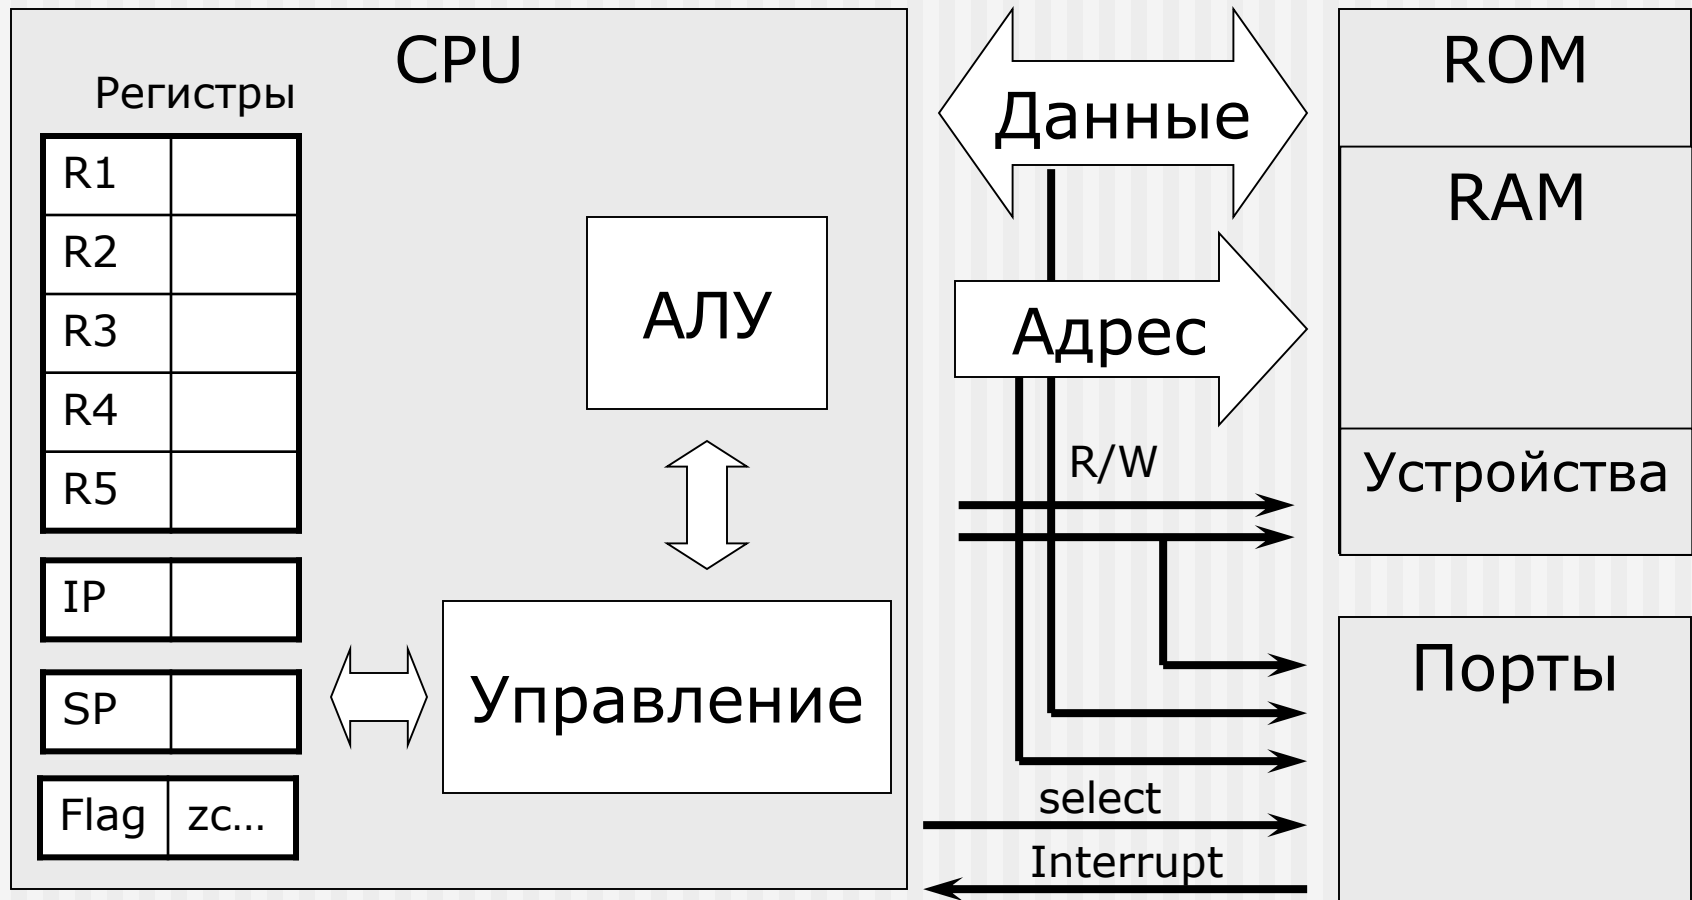 CPU
Регистры
R1
R2
R3
R4
R5
IP
SP
Flag zc...
АЛУ
Управление
Данные
Адрес
R/W
select
Interrupt
ROM
RAM
Устройства
Порты